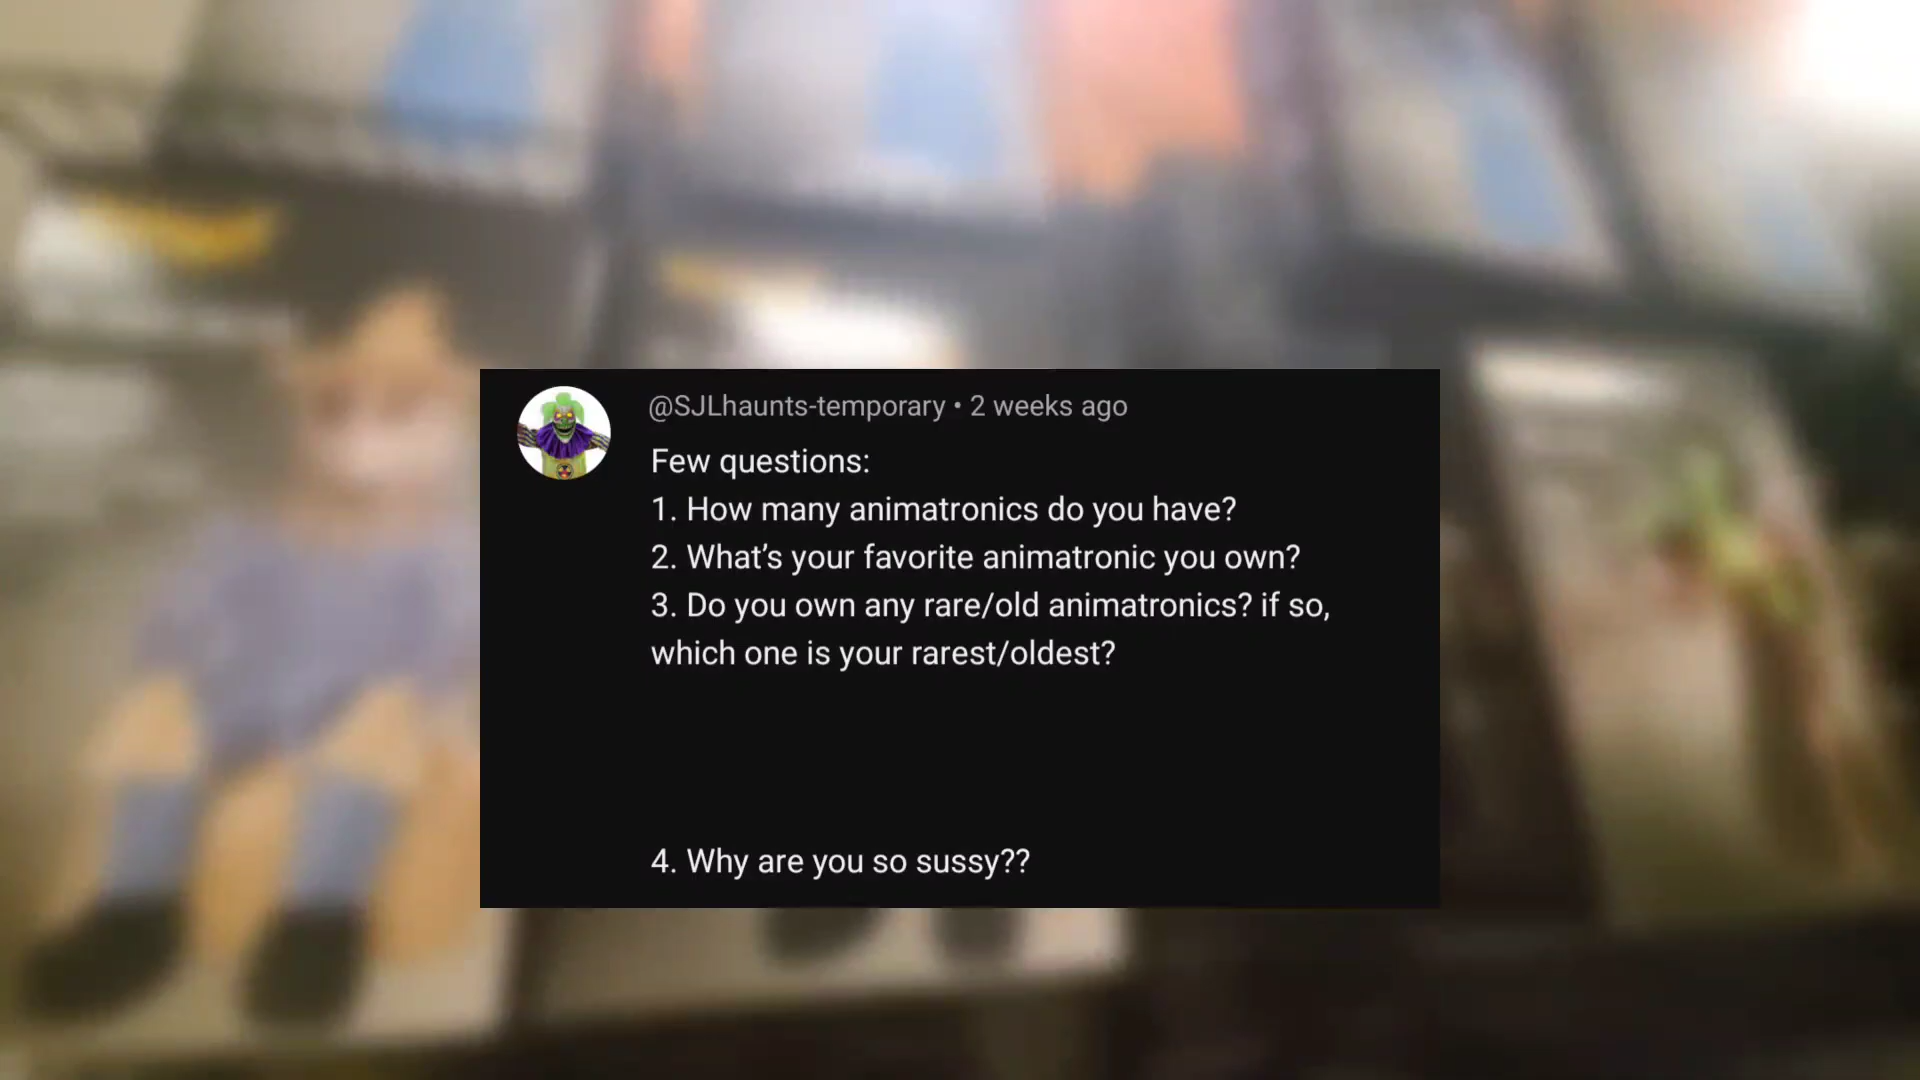 @SJLhaunts-temporary • 2 weeks ago
Few questions:
1. How many animatronics do you have?
2. What’s your favorite animatronic you own?
3. Do you own any rare/old animatronics? if so,
which one is your rarest/oldest?
4. Why are you so sussy??